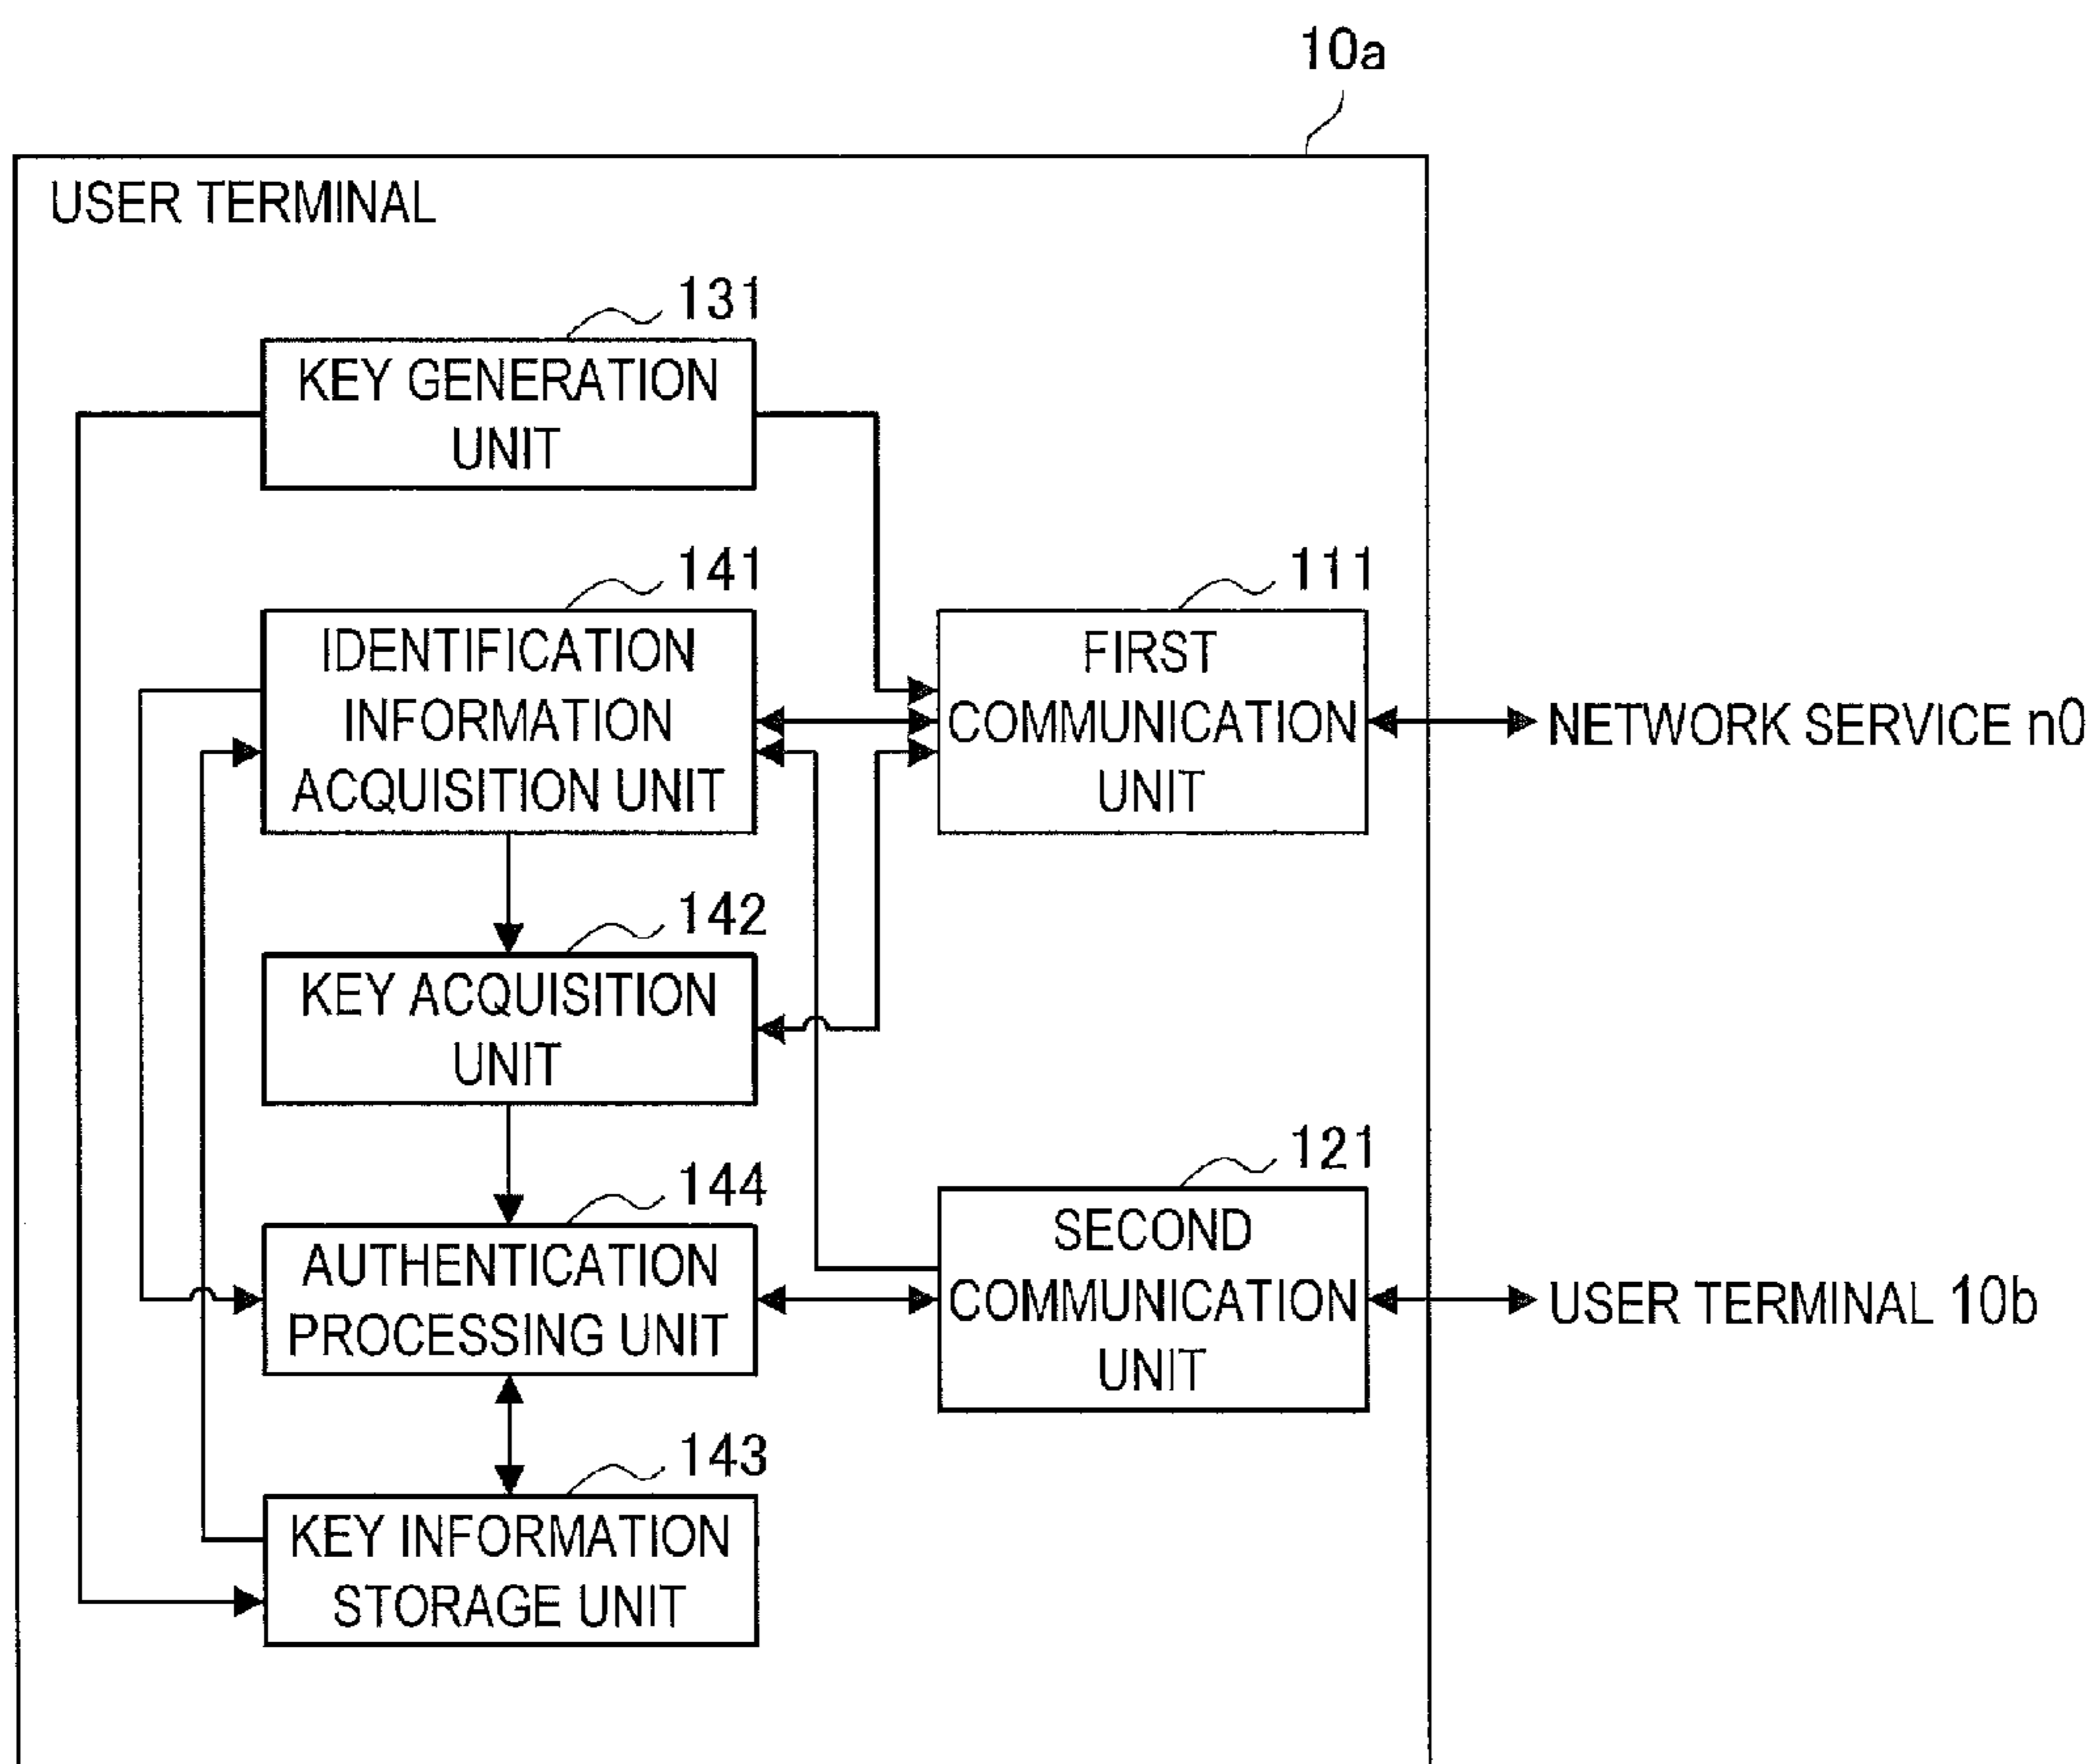 10a
USER TERMINAL
131
KEY GENERATION
UNIT
141
IDENTIFICATION
INFORMATION
ACQUISITION UNIT
111
FIRST
COMMUNICATION
UNIT
NETWORK SERVICE n0
142
KEY ACQUISITION
UNIT
144
AUTHENTICATION
PROCESSING UNIT
121
SECOND
COMMUNICATION
UNIT
USER TERMINAL 10b
143
KEY INFORMATION
STORAGE UNIT